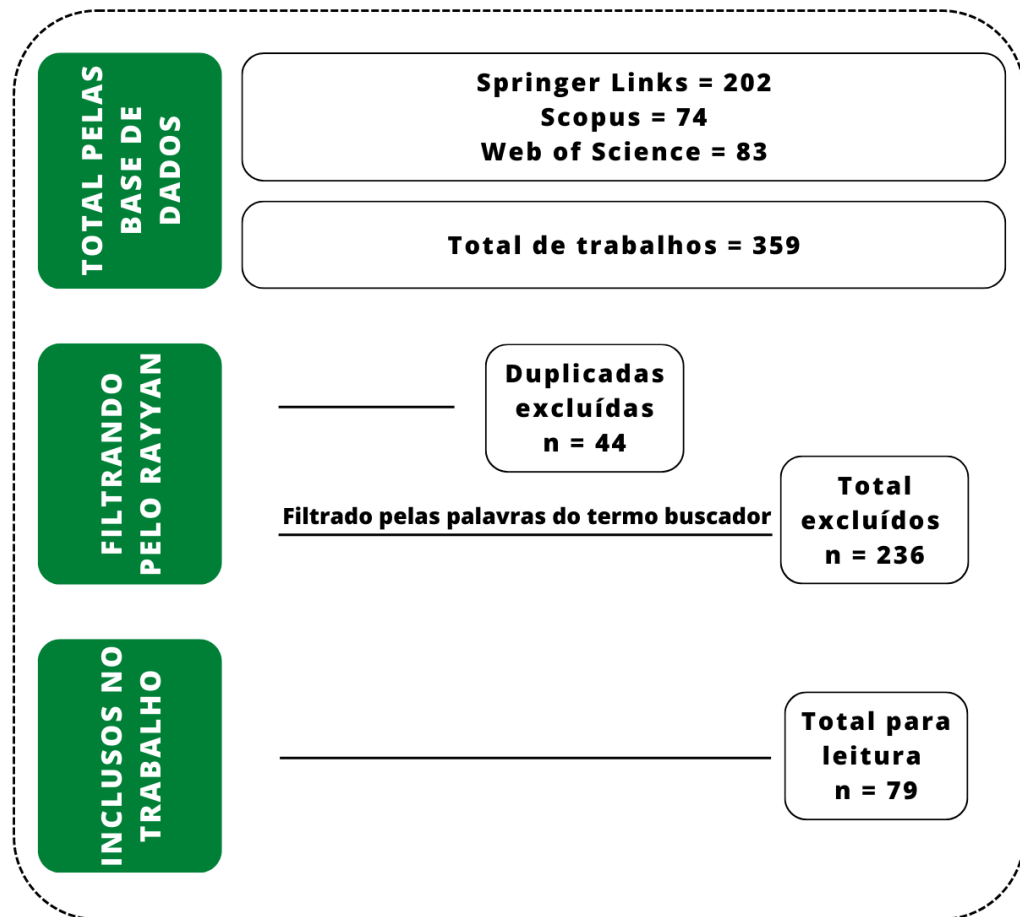 TOTAL PELAS
BASE DE
DADOS
Springer Links = 202
Scopus = 74
Web of Science = 83
Total de trabalhos = 359
FILTRANDO
PELO RAYYAN
Duplicadas
excluídas
n = 44
Filtrado pelas palavras do termo buscador
Total
excluídos
n = 236
INCLUSOS NO
TRABALHO
Total para
leitura
n = 79